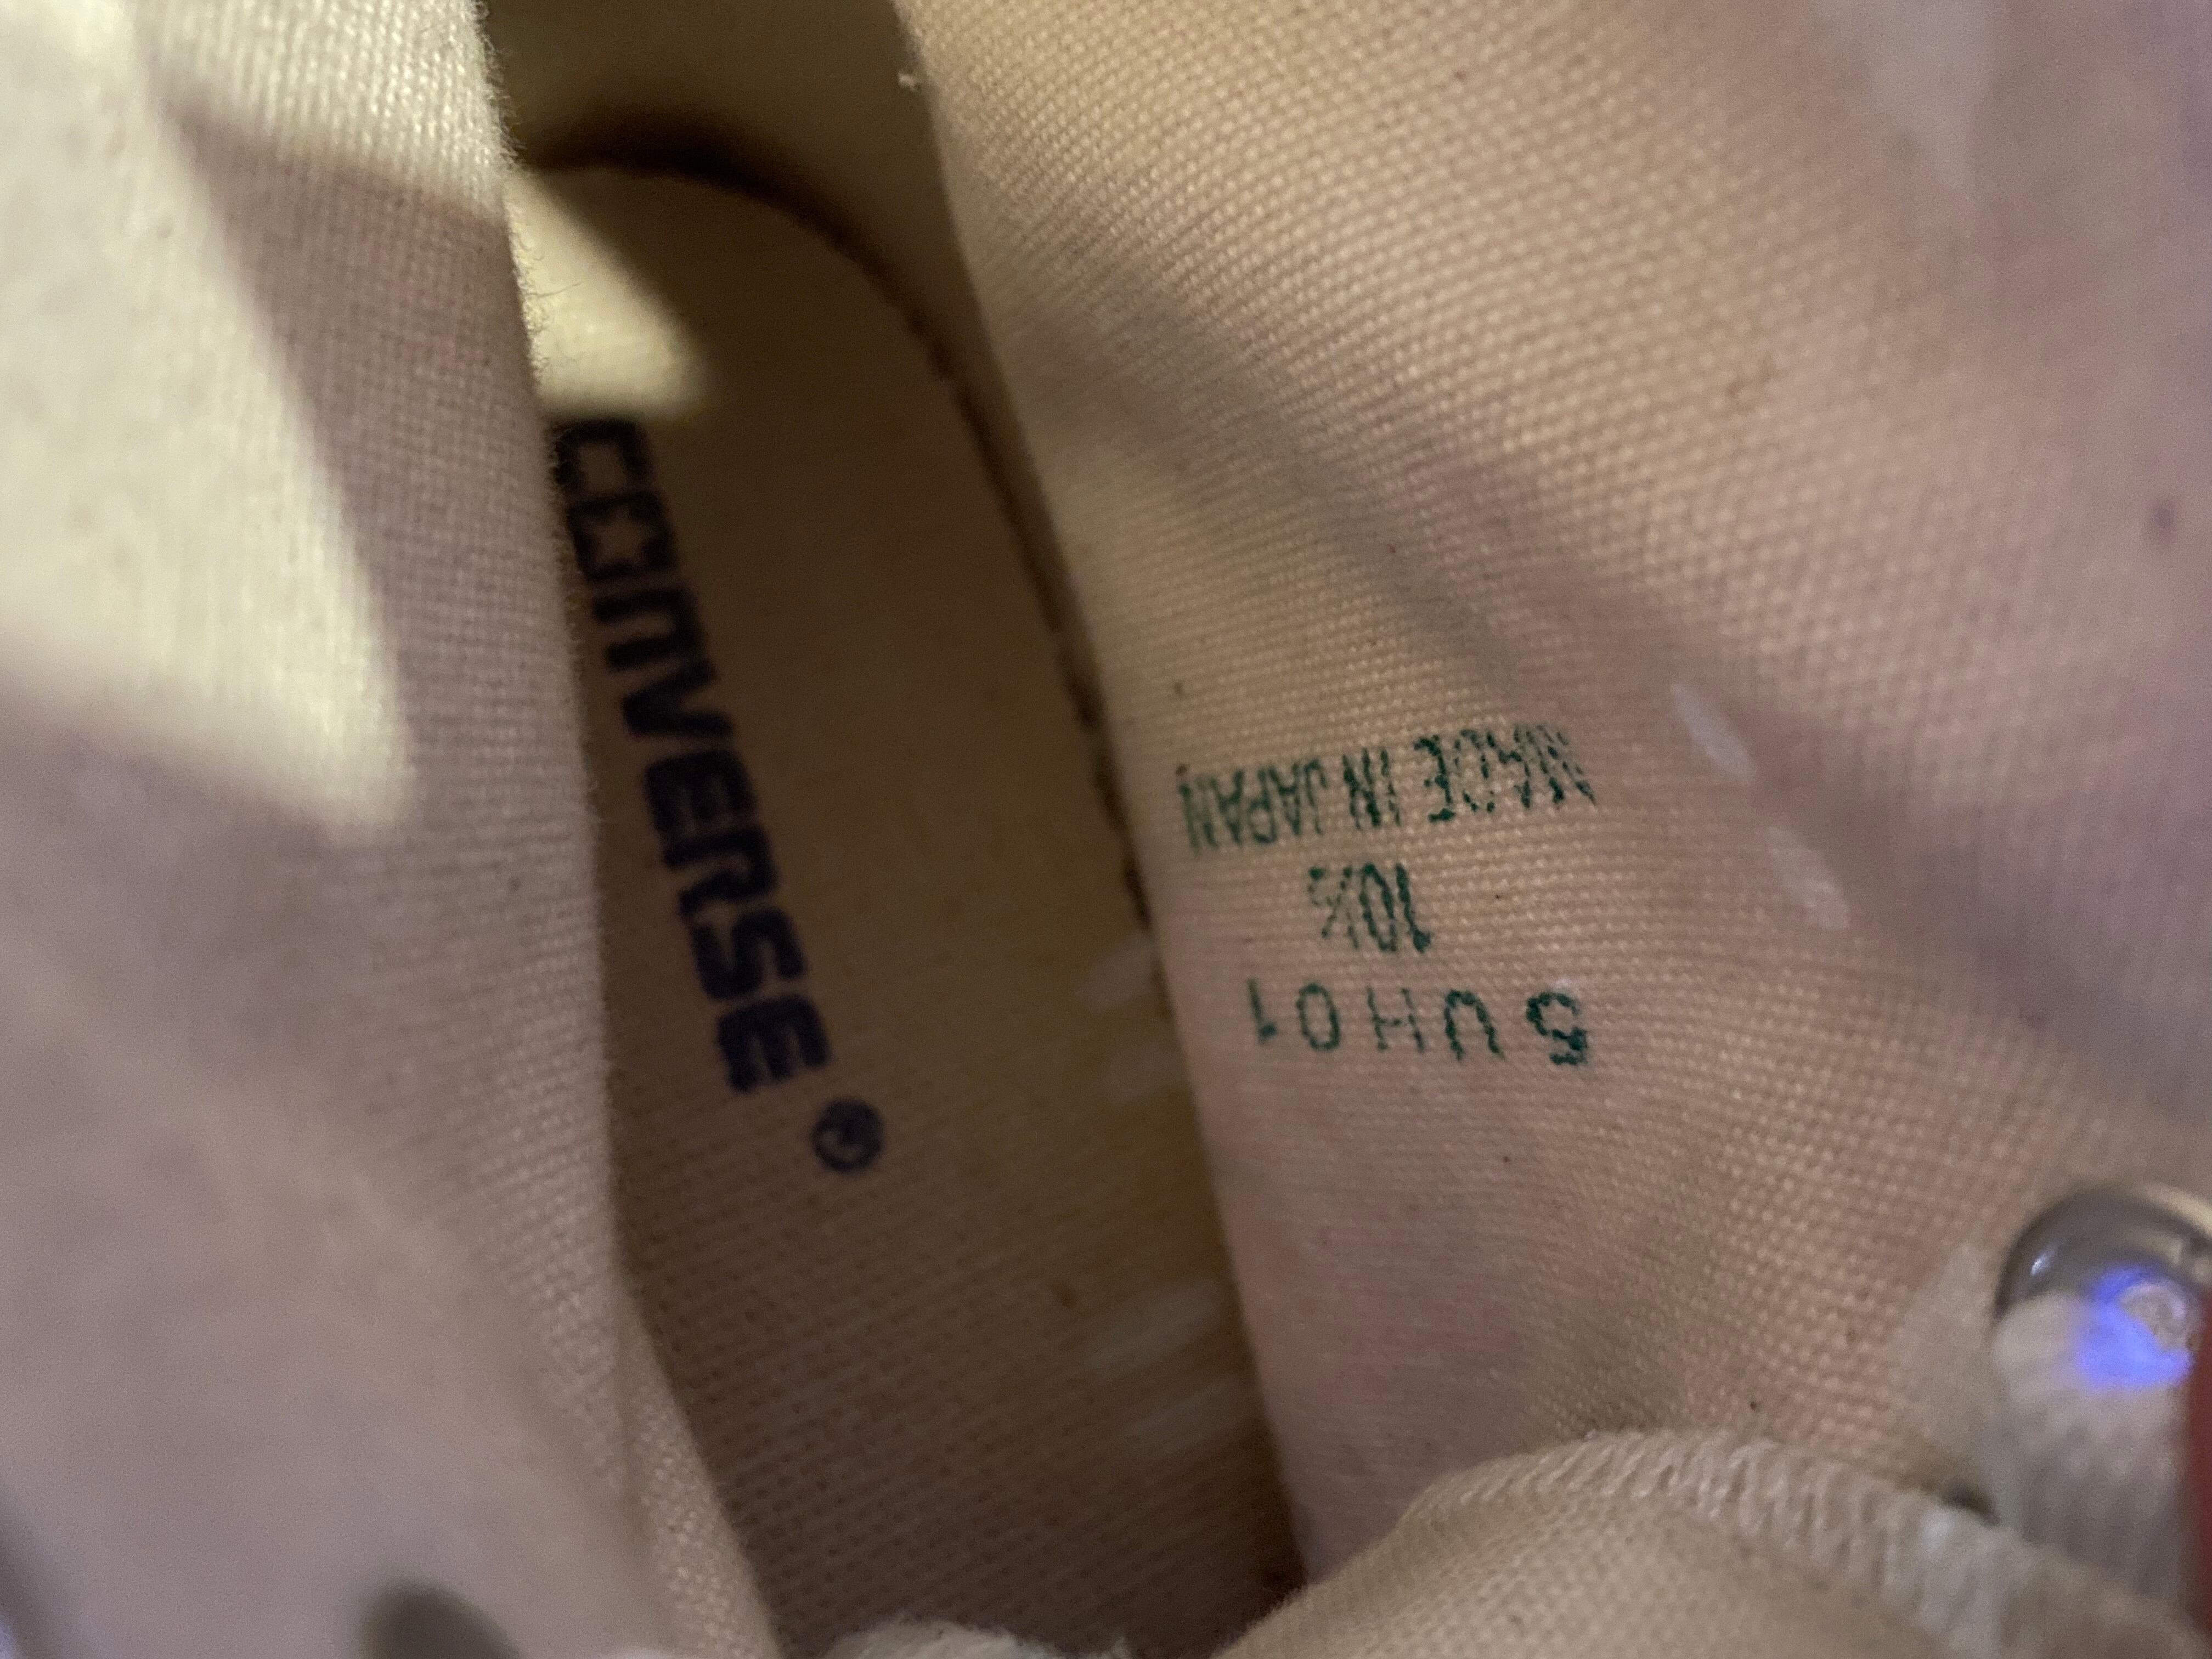 CONVERSE®
MADE IN JAPAN
10½
5UH01